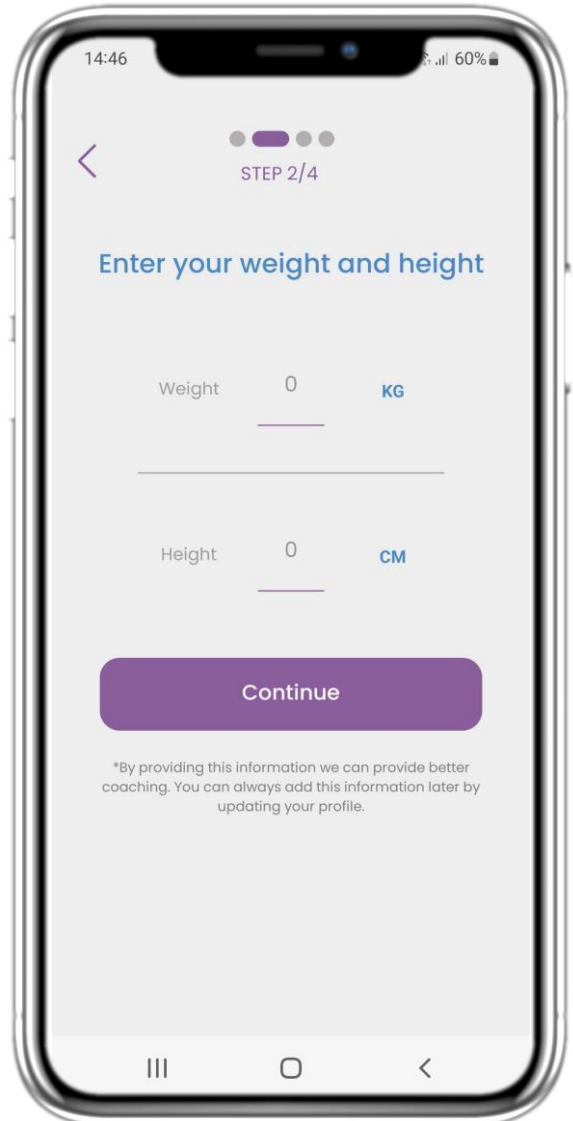 14:46
60%
STEP 2/4
Enter your weight and height
Weight 0 KG
Height 0 CM
Continue
*By providing this information we can provide better
coaching. You can always add this information later by
updating your profile.